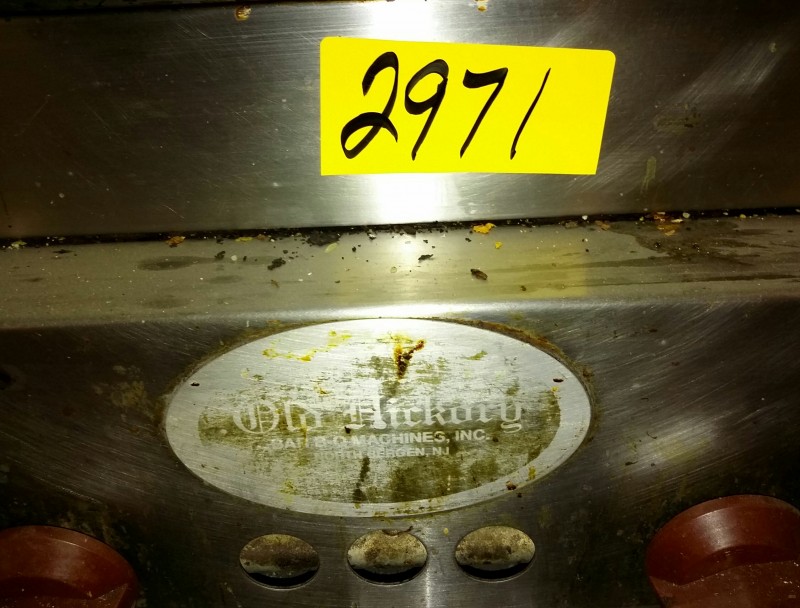 2971
Old Hickory
BAR-B-Q MACHINES, INC.
NORTH BERGEN, NJ